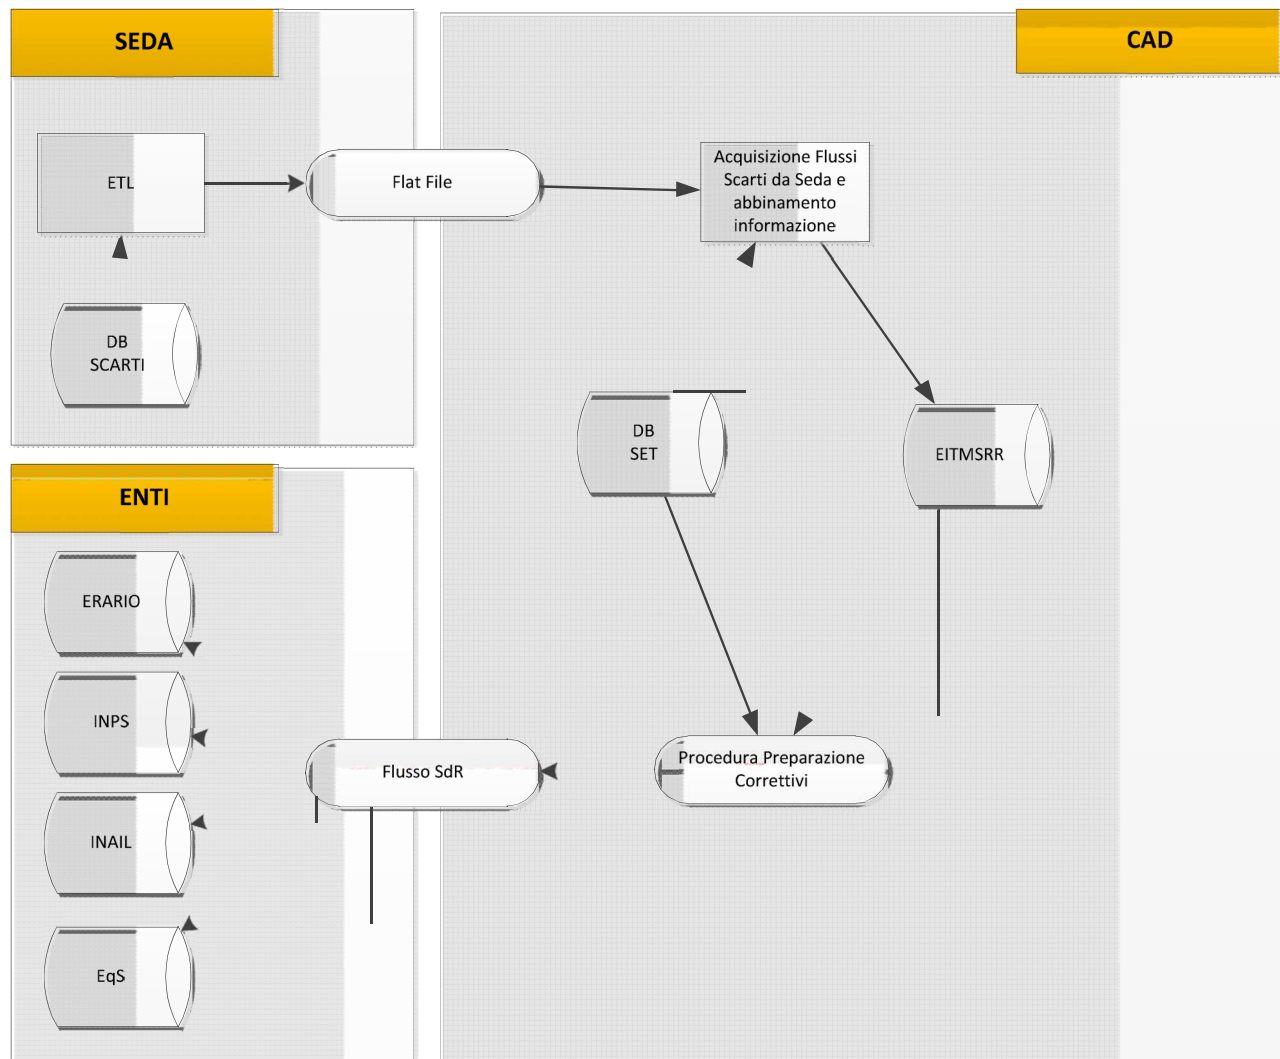 SEDA
CAD
ETL
Flat File
Acquisizione Flussi
Scarti da Seda e
abbinamento
informazione
DB
SCARTI
DB
SET
EITMSRR
ENTI
ERARIO
INPS
Flusso SdR
Procedura Preparazione
Correttivi
INAIL
EqS